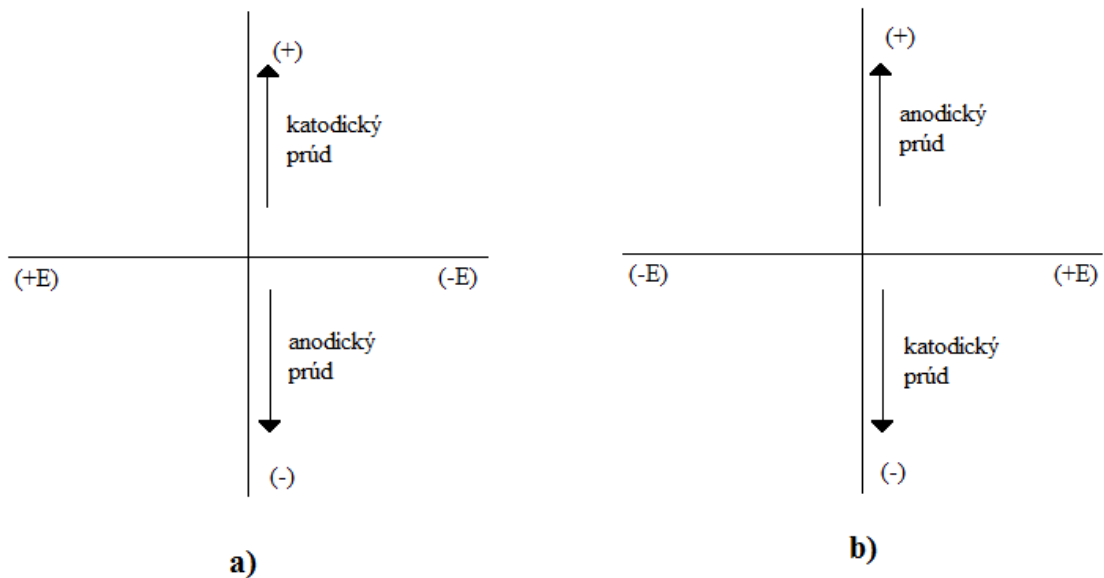 (+)
katodický
prúd
(+E)
(-E)
anodický
prúd
(-)
a)
(+)
anodický
prúd
(-E)
(+E)
katodický
prúd
(-)
b)